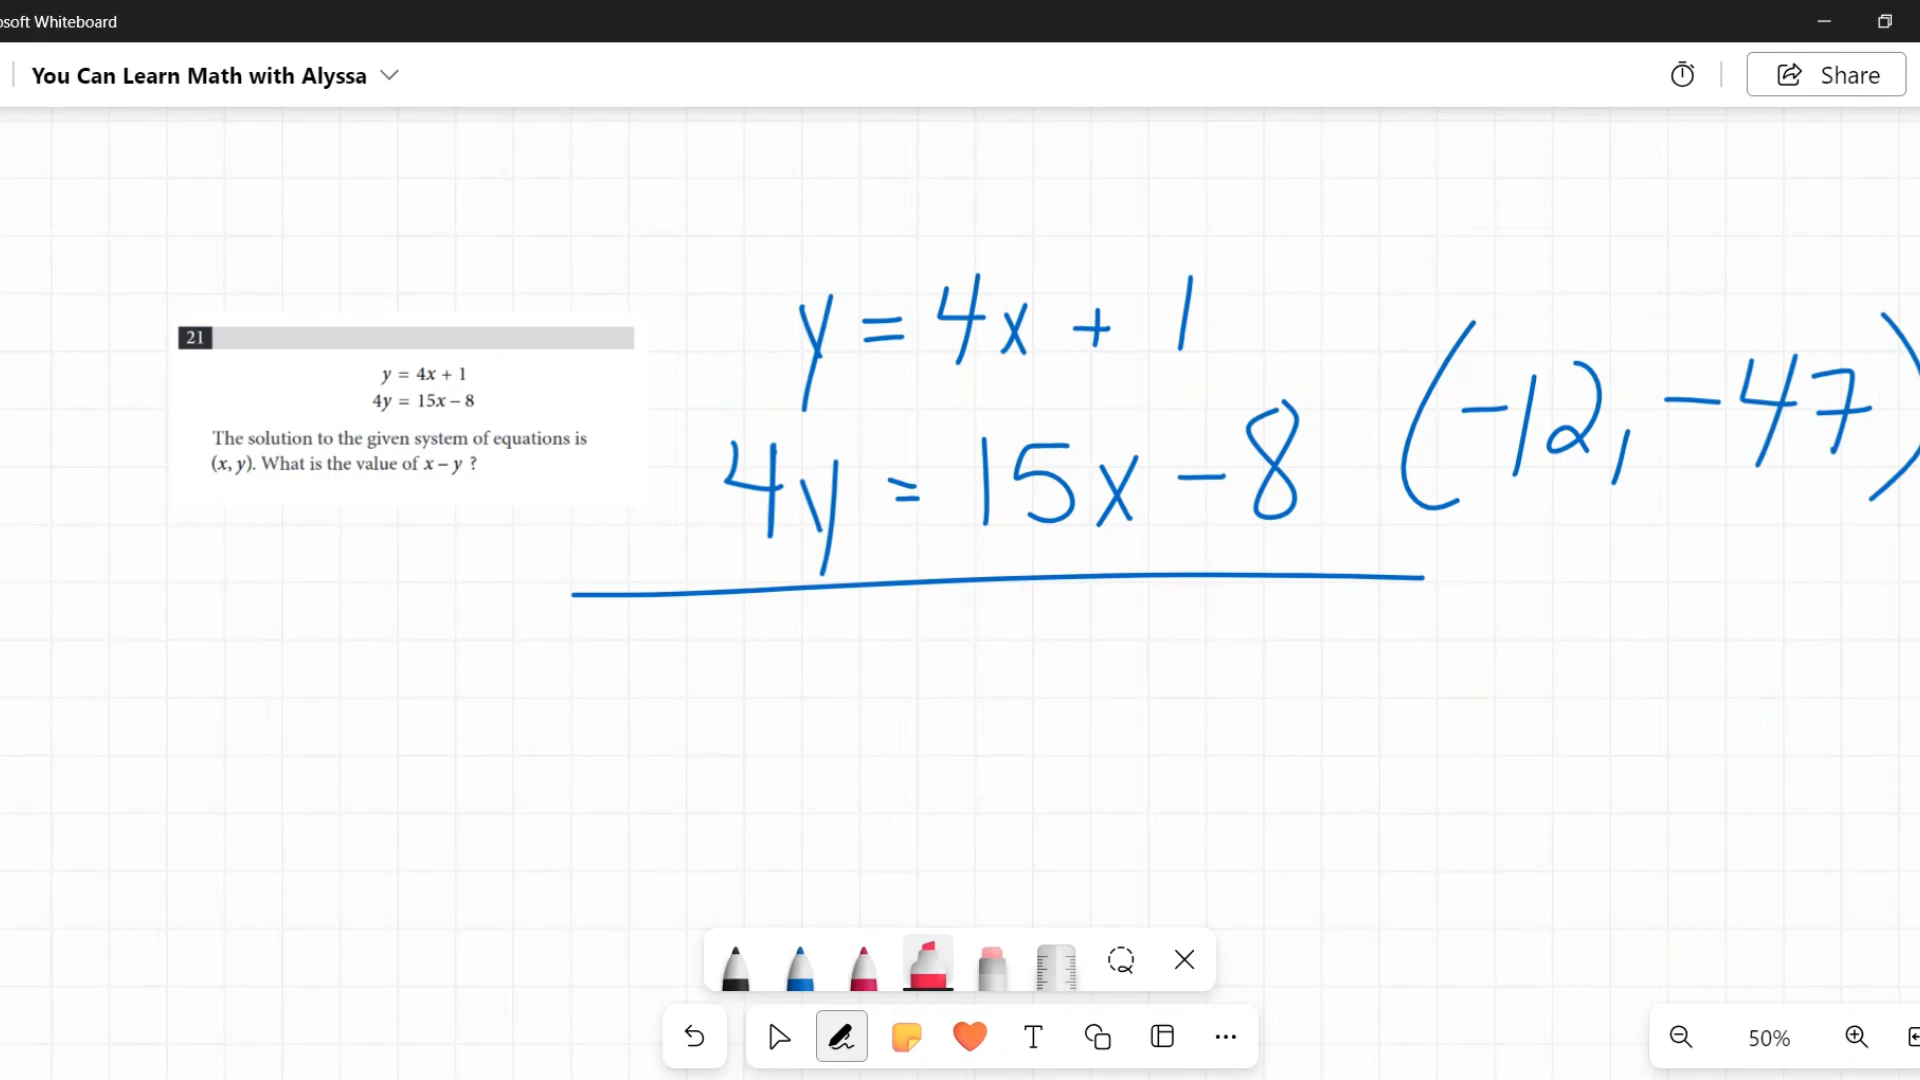 osoft Whiteboard
You Can Learn Math with Alyssa
Share
21
y = 4x + 1
4y = 15x – 8
The solution to the given system of equations is
(x, y). What is the value of x – y ?
y = 4x + 1
4y = 15x - 8
(-12, -47)
50%